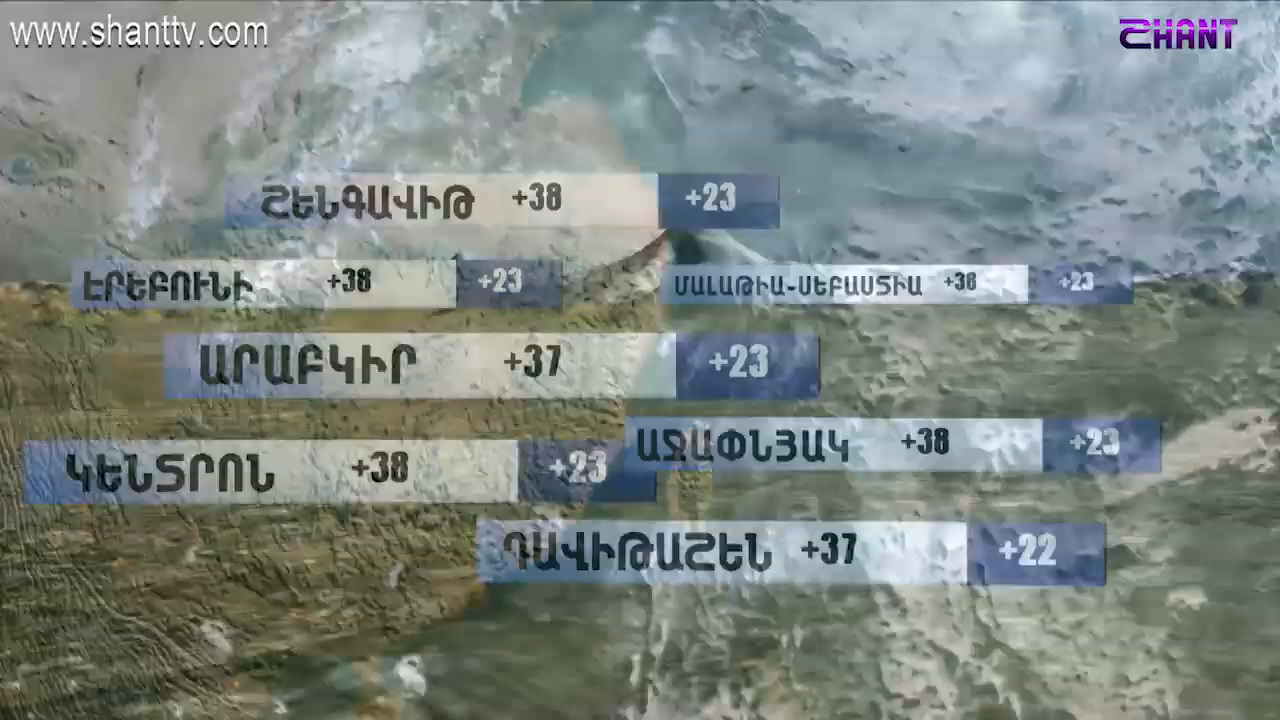 www.shanttv.com
SHANT
ՇԵՆԳԱՎԻԹ +38 +23
ԷՐԵԲՈՒՆԻ +38 +23
ՄԱԼԱԹԻԱ-ՍԵԲԱՍՏԻԱ +38 +23
ԱՐԱԲԿԻՐ +37 +23
ԱՋԱՓՆՅԱԿ +38 +23
ԿԵՆՏՐՈՆ +38 +23
ԴԱՎԻԹԱՇԵՆ +37 +22